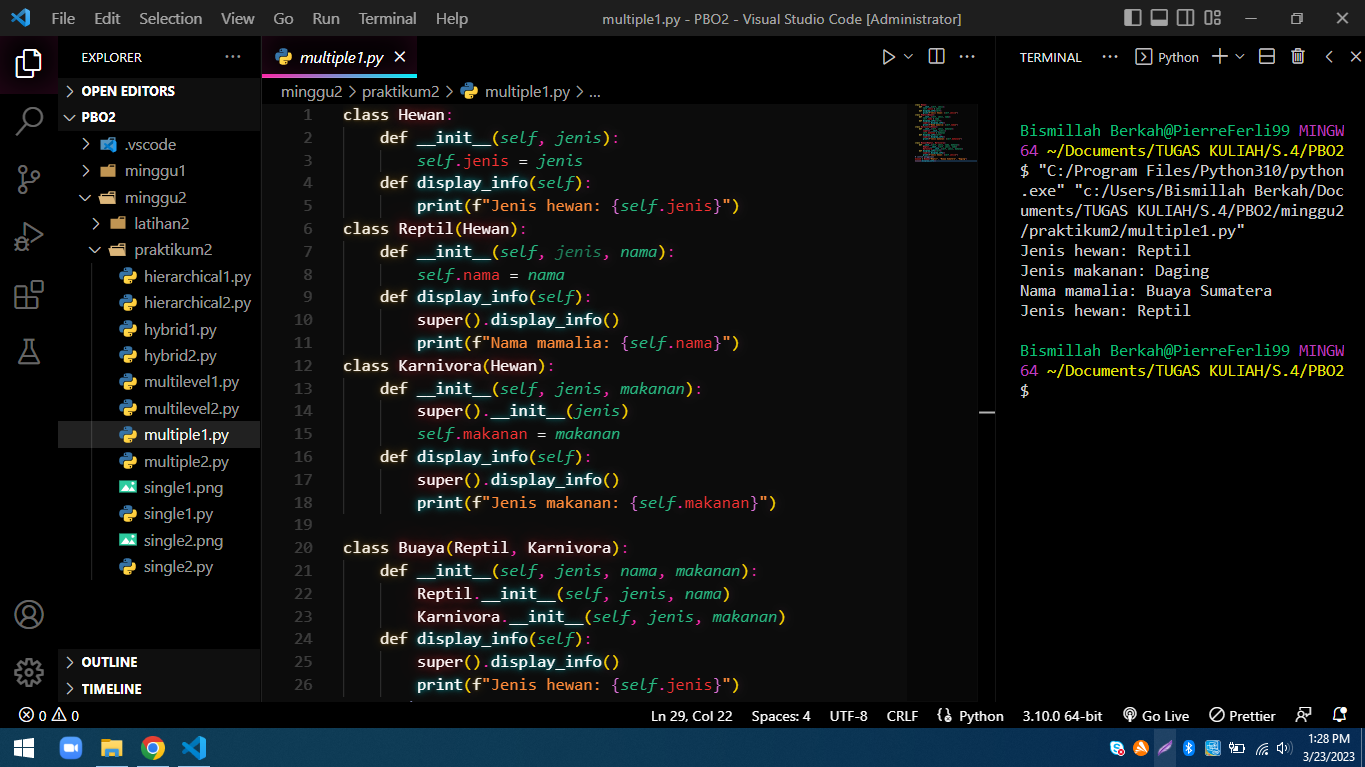 File Edit Selection View Go Run Terminal Help
multiple1.py - PBO2 - Visual Studio Code [Administrator]
EXPLORER
OPEN EDITORS
PBO2
.vscode
minggu1
minggu2
latihan2
praktikum2
hierarchical1.py
hierarchical2.py
hybrid1.py
hybrid2.py
multilevel1.py
multilevel2.py
multiple1.py
multiple2.py
single1.png
single1.py
single2.png
single2.py
OUTLINE
TIMELINE
multiple1.py
minggu2 > praktikum2 > multiple1.py > ...
1 class Hewan:
2     def __init__(self, jenis):
3         self.jenis = jenis
4     def display_info(self):
5         print(f"Jenis hewan: {self.jenis}")
6 class Reptil(Hewan):
7     def __init__(self, jenis, nama):
8         self.nama = nama
9     def display_info(self):
10         super().display_info()
11         print(f"Nama mamalia: {self.nama}")
12 class Karnivora(Hewan):
13     def __init__(self, jenis, makanan):
14         super().__init__(jenis)
15         self.makanan = makanan
16     def display_info(self):
17         super().display_info()
18         print(f"Jenis makanan: {self.makanan}")
19
20 class Buaya(Reptil, Karnivora):
21     def __init__(self, jenis, nama, makanan):
22         Reptil.__init__(self, jenis, nama)
23         Karnivora.__init__(self, jenis, makanan)
24     def display_info(self):
25         super().display_info()
26         print(f"Jenis hewan: {self.jenis}")
TERMINAL
Python
Bismillah Berkah@PierreFerli99 MINGW
64 ~/Documents/TUGAS KULIAH/S.4/PBO2
$ "C:/Program Files/Python310/python
.exe" "c:/Users/Bismillah Berkah/Doc
uments/TUGAS KULIAH/S.4/PBO2/minggu2
/praktikum2/multiple1.py"
Jenis hewan: Reptil
Jenis makanan: Daging
Nama mamalia: Buaya Sumatera
Jenis hewan: Reptil
Bismillah Berkah@PierreFerli99 MINGW
64 ~/Documents/TUGAS KULIAH/S.4/PBO2
$
0 0
Ln 29, Col 22 Spaces: 4 UTF-8 CRLF Python 3.10.0 64-bit Go Live Prettier
1:28 PM
3/23/2023